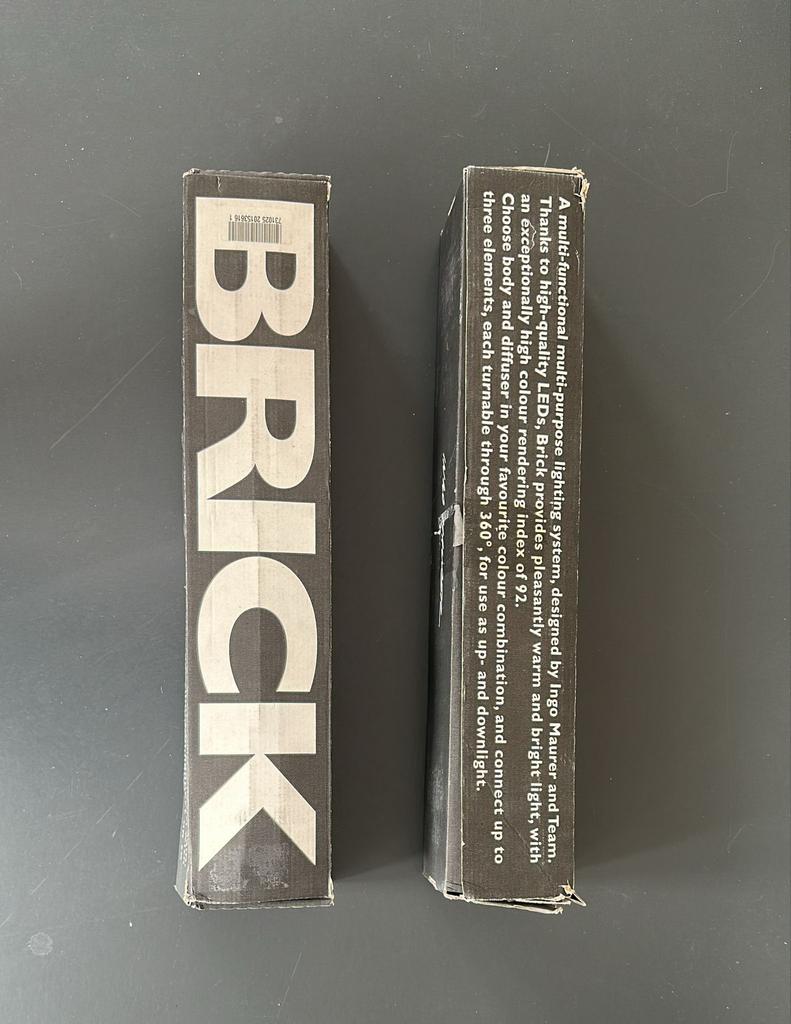 BRICK
731025 20153616 1
A multi-functional multi-purpose lighting system, designed by Ingo Maurer and Team.
Thanks to high-quality LEDs, Brick provides pleasantly warm and bright light, with
an exceptionally high colour rendering index of 92.
Choose body and diffuser in your favourite colour combination, and connect up to
three elements, each turnable through 360°, for use as up- and downlight.